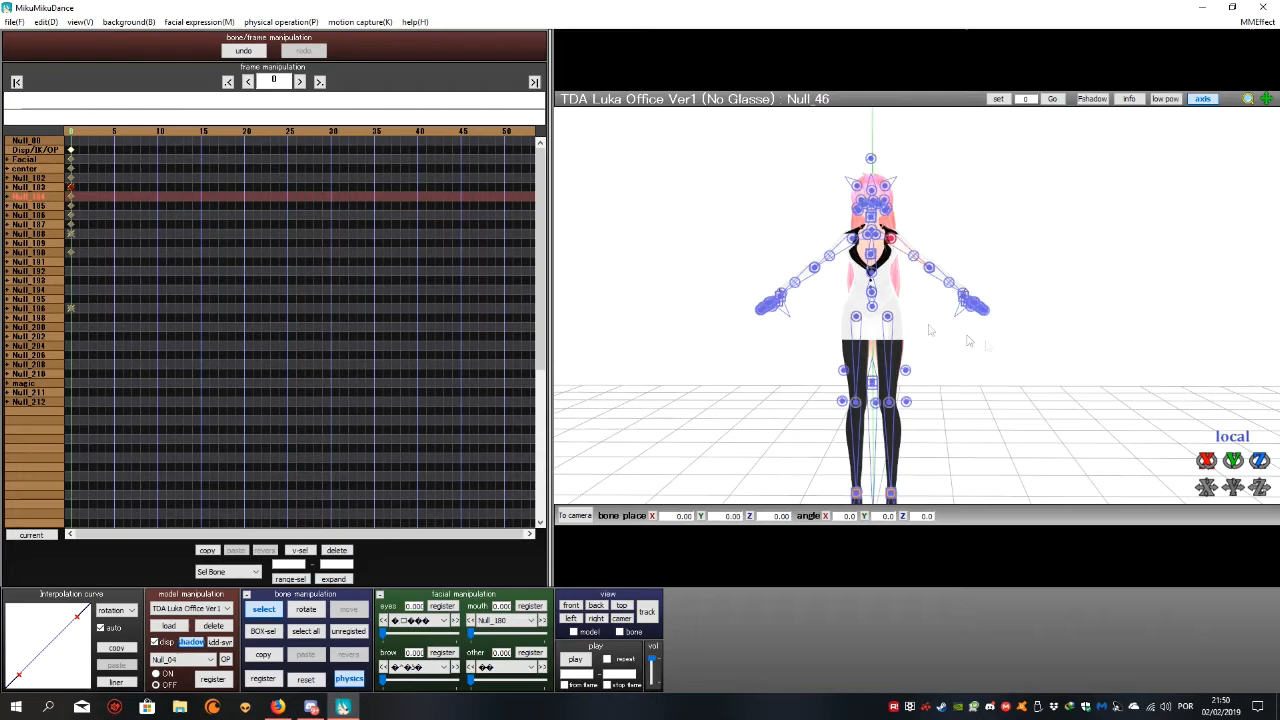 MikuMikuDance
file(F) edit(D) view(V) background(B) facial expression(M) physical operation(P) motion capture(K) help(H) MMEffect
bone/frame manipulation
undo redo
frame manipulation
|< .< < 0 > >. >|
TDA Luka Office Ver1 (No Glasse) : Null_46
set 0 Go Fshadow info low pow axis
0 5 10 15 20 25 30 35 40 45 50
Null_00
Disp/IK/OP
+ Facial
+ center
+ Null_182
+ Null_183
+ Null_184
+ Null_185
+ Null_186
+ Null_187
+ Null_188
+ Null_189
+ Null_190
+ Null_191
+ Null_192
+ Null_193
+ Null_194
+ Null_195
+ Null_196
+ Null_198
+ Null_200
+ Null_202
+ Null_204
+ Null_206
+ Null_208
+ Null_210
+ magic
+ Null_211
+ Null_212
local
X Y Z
X Y Z
To camera bone place X 0.00 Y 0.00 Z 0.00 angle X 0.0 Y 0.0 Z 0.0
current
copy paste revers v-sel delete
Sel Bone -
range-sel expand
Interpolation curve
rotation
auto
copy
paste
liner
model manipulation
TDA Luka Office Ver1
load delete
disp shadow add-syn
Null_04 OP
ON
OFF
register
bone manipulation
select rotate move
BOX-sel select all unregisted
copy paste revers
register reset physics
facial manipulation
eyes 0.000 register mouth 0.000 register
<< >> << Null_180 >>
brow 0.000 register other 0.000 register
<< >> << >>
view
front back top
left right camer
track
model bone
play
play repeat
-
from flame stop flame
vol
POR
21:50
02/02/2019